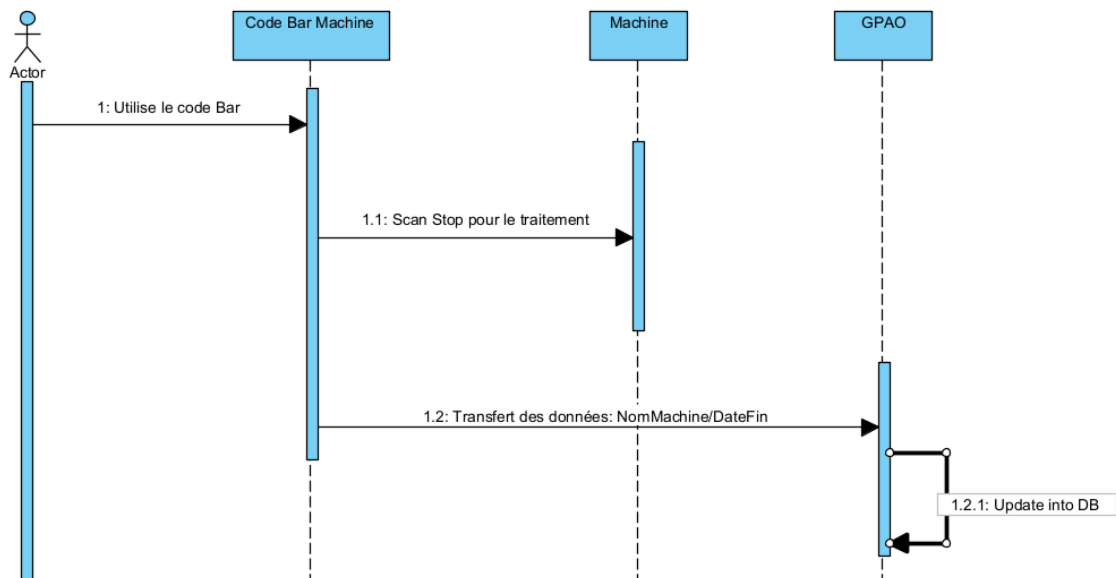 Code Bar Machine
Machine
GPAO
Actor
1: Utilise le code Bar
1.1: Scan Stop pour le traitement
1.2: Transfert des données: NomMachine/DateFin
1.2.1: Update into DB